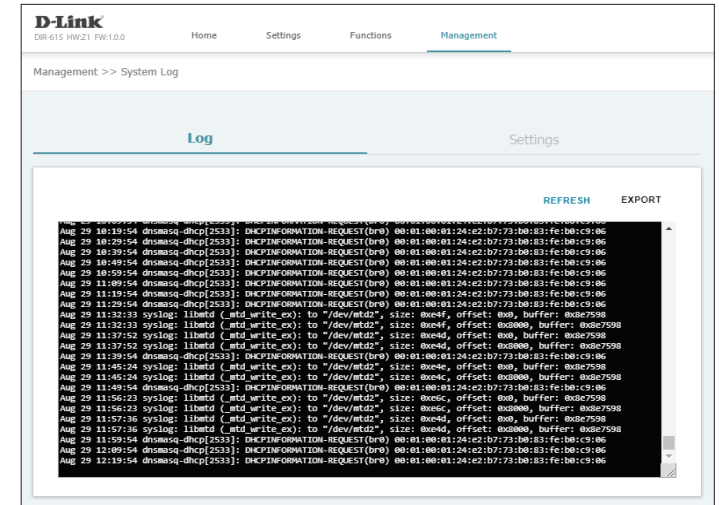 D-Link
DIR-615 HW:Z1 FW:1.0.0
Home Settings Functions Management
Management >> System Log
Log Settings
REFRESH EXPORT
Aug 29 10:19:54 dnsmasq-dhcp[2533]: DHCPINFORMATION-REQUEST(br0) 00:01:00:01:24:e2:b7:73:b0:83:fe:b0:c9:06
Aug 29 10:29:54 dnsmasq-dhcp[2533]: DHCPINFORMATION-REQUEST(br0) 00:01:00:01:24:e2:b7:73:b0:83:fe:b0:c9:06
Aug 29 10:39:54 dnsmasq-dhcp[2533]: DHCPINFORMATION-REQUEST(br0) 00:01:00:01:24:e2:b7:73:b0:83:fe:b0:c9:06
Aug 29 10:49:54 dnsmasq-dhcp[2533]: DHCPINFORMATION-REQUEST(br0) 00:01:00:01:24:e2:b7:73:b0:83:fe:b0:c9:06
Aug 29 10:59:54 dnsmasq-dhcp[2533]: DHCPINFORMATION-REQUEST(br0) 00:01:00:01:24:e2:b7:73:b0:83:fe:b0:c9:06
Aug 29 11:09:54 dnsmasq-dhcp[2533]: DHCPINFORMATION-REQUEST(br0) 00:01:00:01:24:e2:b7:73:b0:83:fe:b0:c9:06
Aug 29 11:19:54 dnsmasq-dhcp[2533]: DHCPINFORMATION-REQUEST(br0) 00:01:00:01:24:e2:b7:73:b0:83:fe:b0:c9:06
Aug 29 11:29:54 dnsmasq-dhcp[2533]: DHCPINFORMATION-REQUEST(br0) 00:01:00:01:24:e2:b7:73:b0:83:fe:b0:c9:06
Aug 29 11:32:33 syslog: libmtd (_mtd_write_ex): to "/dev/mtd2", size: 0xe4f, offset: 0x0, buffer: 0x8e7598
Aug 29 11:32:33 syslog: libmtd (_mtd_write_ex): to "/dev/mtd2", size: 0xe4f, offset: 0x8000, buffer: 0x8e7598
Aug 29 11:37:52 syslog: libmtd (_mtd_write_ex): to "/dev/mtd2", size: 0xe4d, offset: 0x0, buffer: 0x8e7598
Aug 29 11:37:52 syslog: libmtd (_mtd_write_ex): to "/dev/mtd2", size: 0xe4d, offset: 0x8000, buffer: 0x8e7598
Aug 29 11:39:54 dnsmasq-dhcp[2533]: DHCPINFORMATION-REQUEST(br0) 00:01:00:01:24:e2:b7:73:b0:83:fe:b0:c9:06
Aug 29 11:45:24 syslog: libmtd (_mtd_write_ex): to "/dev/mtd2", size: 0xe4e, offset: 0x0, buffer: 0x8e7598
Aug 29 11:45:24 syslog: libmtd (_mtd_write_ex): to "/dev/mtd2", size: 0xe4c, offset: 0x8000, buffer: 0x8e7598
Aug 29 11:49:54 dnsmasq-dhcp[2533]: DHCPINFORMATION-REQUEST(br0) 00:01:00:01:24:e2:b7:73:b0:83:fe:b0:c9:06
Aug 29 11:56:23 syslog: libmtd (_mtd_write_ex): to "/dev/mtd2", size: 0xe6c, offset: 0x0, buffer: 0x8e7598
Aug 29 11:56:23 syslog: libmtd (_mtd_write_ex): to "/dev/mtd2", size: 0xe6c, offset: 0x8000, buffer: 0x8e7598
Aug 29 11:57:36 syslog: libmtd (_mtd_write_ex): to "/dev/mtd2", size: 0xe4d, offset: 0x0, buffer: 0x8e7598
Aug 29 11:57:36 syslog: libmtd (_mtd_write_ex): to "/dev/mtd2", size: 0xe4d, offset: 0x8000, buffer: 0x8e7598
Aug 29 11:59:54 dnsmasq-dhcp[2533]: DHCPINFORMATION-REQUEST(br0) 00:01:00:01:24:e2:b7:73:b0:83:fe:b0:c9:06
Aug 29 12:09:54 dnsmasq-dhcp[2533]: DHCPINFORMATION-REQUEST(br0) 00:01:00:01:24:e2:b7:73:b0:83:fe:b0:c9:06
Aug 29 12:19:54 dnsmasq-dhcp[2533]: DHCPINFORMATION-REQUEST(br0) 00:01:00:01:24:e2:b7:73:b0:83:fe:b0:c9:06